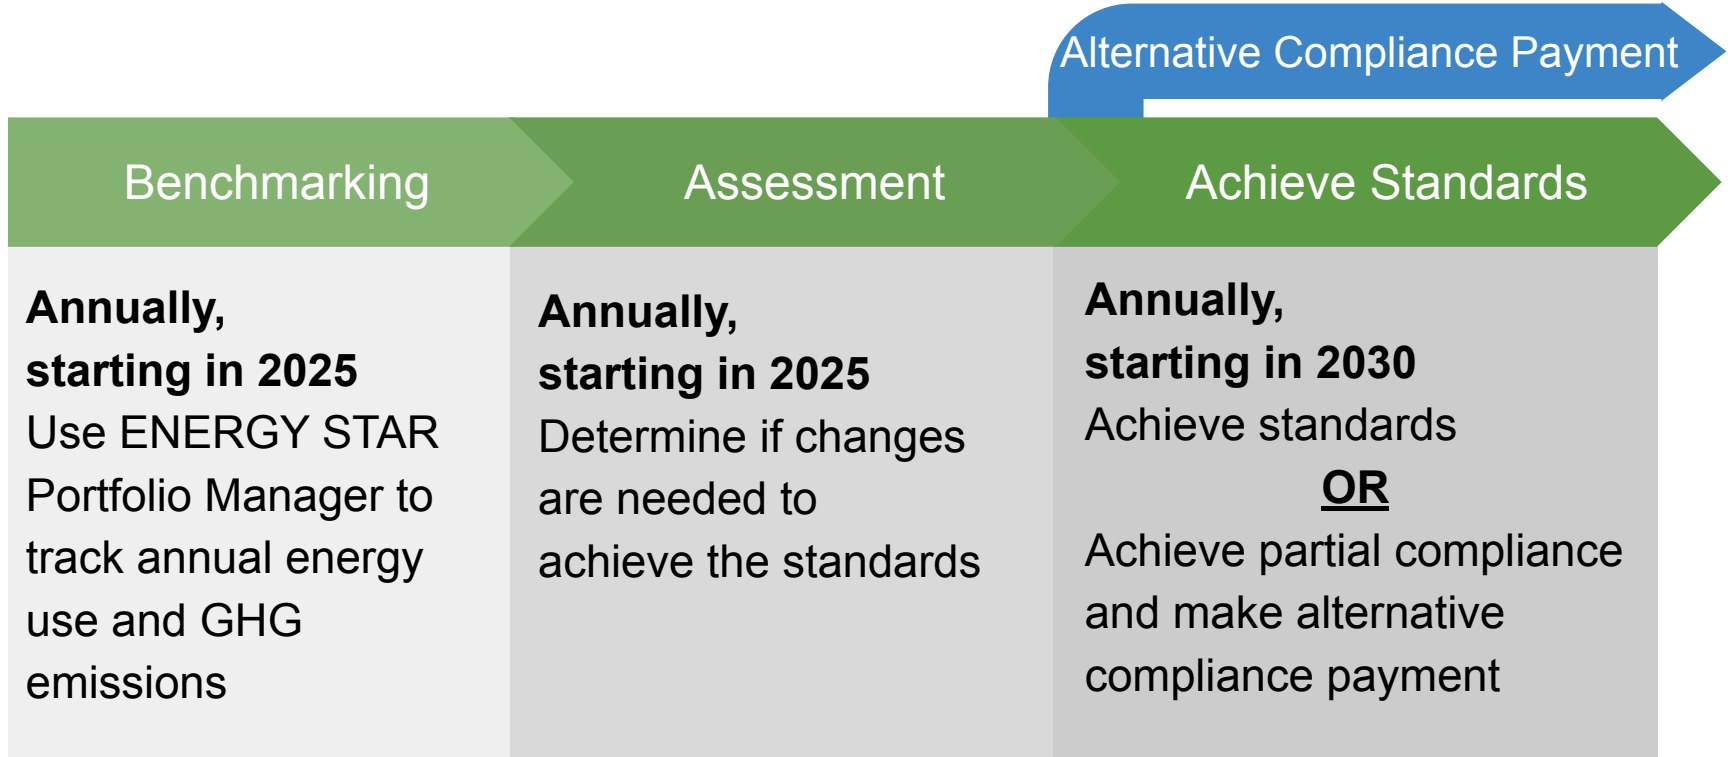 Alternative Compliance Payment
Benchmarking
Assessment
Achieve Standards
Annually,
starting in 2025
Use ENERGY STAR
Portfolio Manager to
track annual energy
use and GHG
emissions
Annually,
starting in 2025
Determine if changes
are needed to
achieve the standards
Annually,
starting in 2030
Achieve standards
OR
Achieve partial compliance
and make alternative
compliance payment